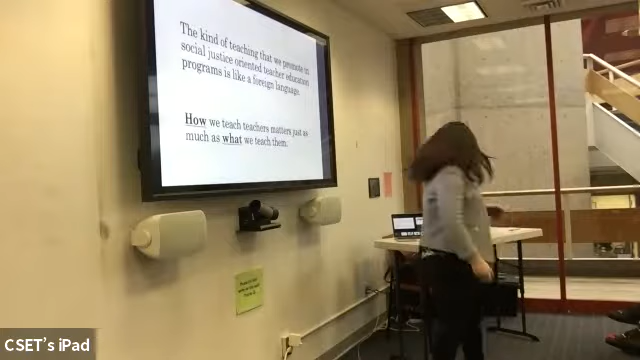 The kind of teaching that we promote in
social justice oriented teacher education
programs is like a foreign language.
How we teach teachers matters just as
much as what we teach them.
CSET's iPad